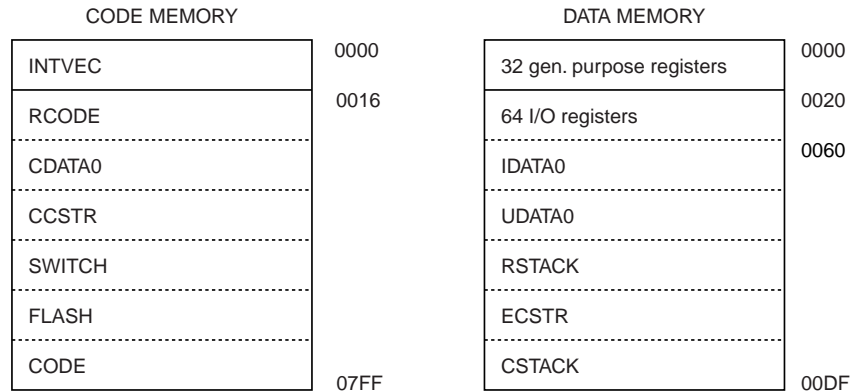 CODE MEMORY
INTVEC
0000
RCODE
0016
CDATA0
CCSTR
SWITCH
FLASH
CODE
07FF
DATA MEMORY
32 gen. purpose registers
0000
64 I/O registers
0020
IDATA0
0060
UDATA0
RSTACK
ECSTR
CSTACK
00DF